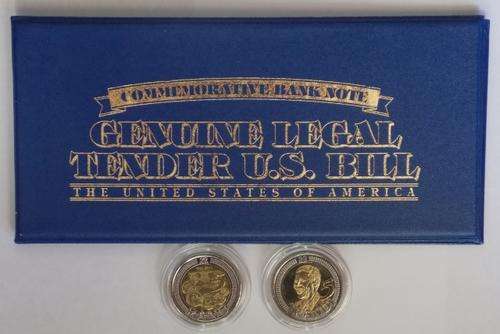 COMMEMORATIVE BANK NOTE
GENUINE LEGAL
TENDER U.S. BILL
THE UNITED STATES OF AMERICA